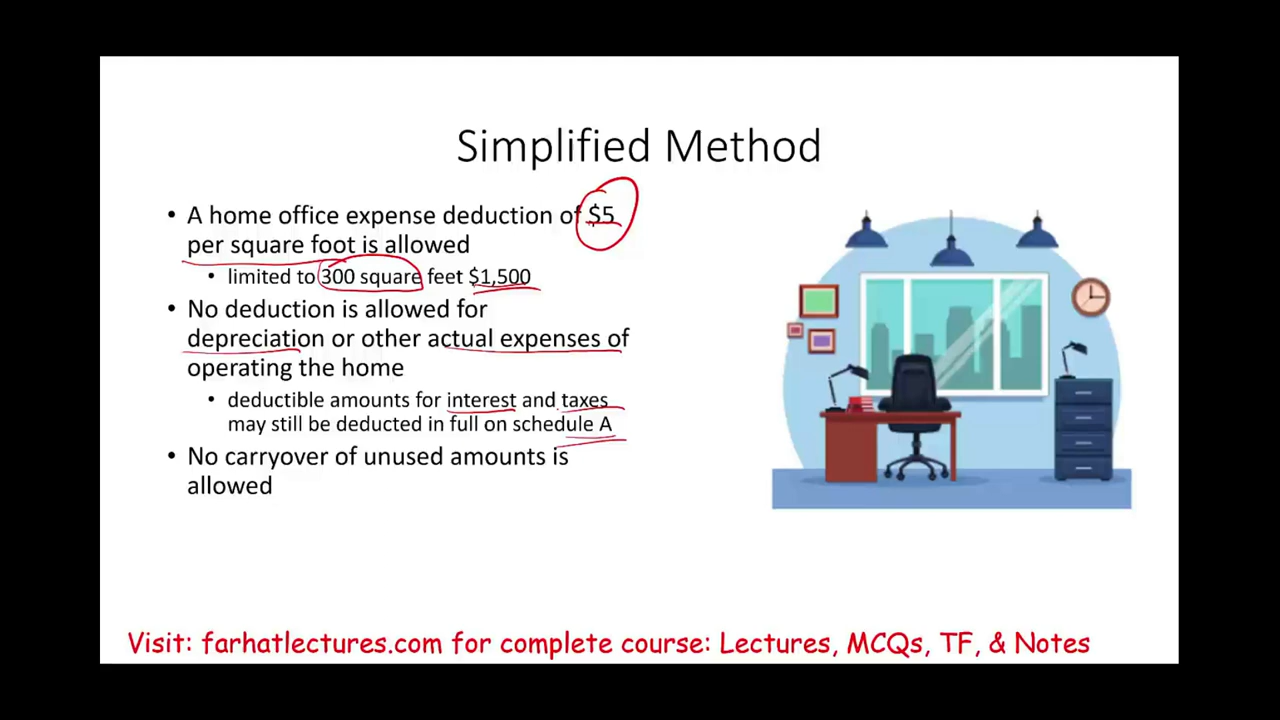 Simplified Method
• A home office expense deduction of $5
per square foot is allowed
• limited to 300 square feet $1,500
• No deduction is allowed for
depreciation or other actual expenses of
operating the home
• deductible amounts for interest and taxes
may still be deducted in full on schedule A
• No carryover of unused amounts is
allowed
Visit: farhatlectures.com for complete course: Lectures, MCQs, TF, & Notes